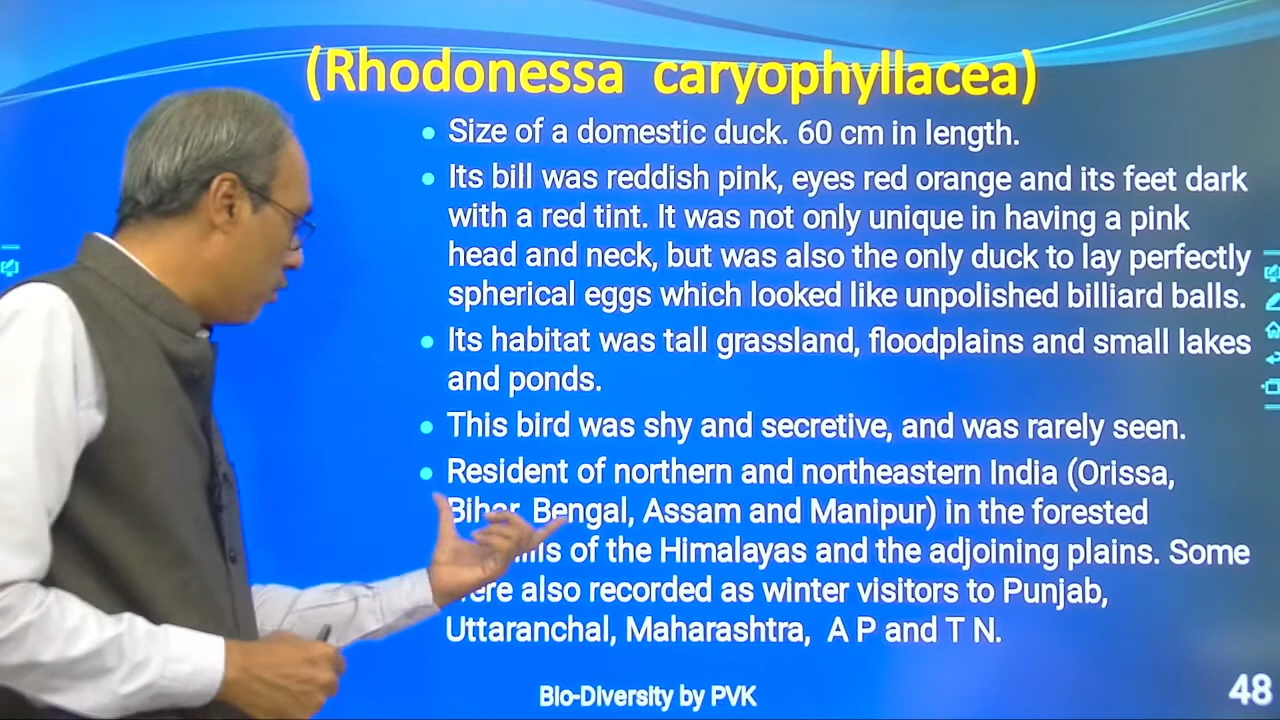 (Rhodonessa caryophyllacea)
Size of a domestic duck. 60 cm in length.
Its bill was reddish pink, eyes red orange and its feet dark
with a red tint. It was not only unique in having a pink
head and neck, but was also the only duck to lay perfectly
spherical eggs which looked like unpolished billiard balls.
Its habitat was tall grassland, floodplains and small lakes
and ponds.
This bird was shy and secretive, and was rarely seen.
Resident of northern and northeastern India (Orissa,
Bihar, Bengal, Assam and Manipur) in the forested
of the Himalayas and the adjoining plains. Some
also recorded as winter visitors to Punjab,
Uttaranchal, Maharashtra, A P and T N.
Bio-Diversity by PVK
48